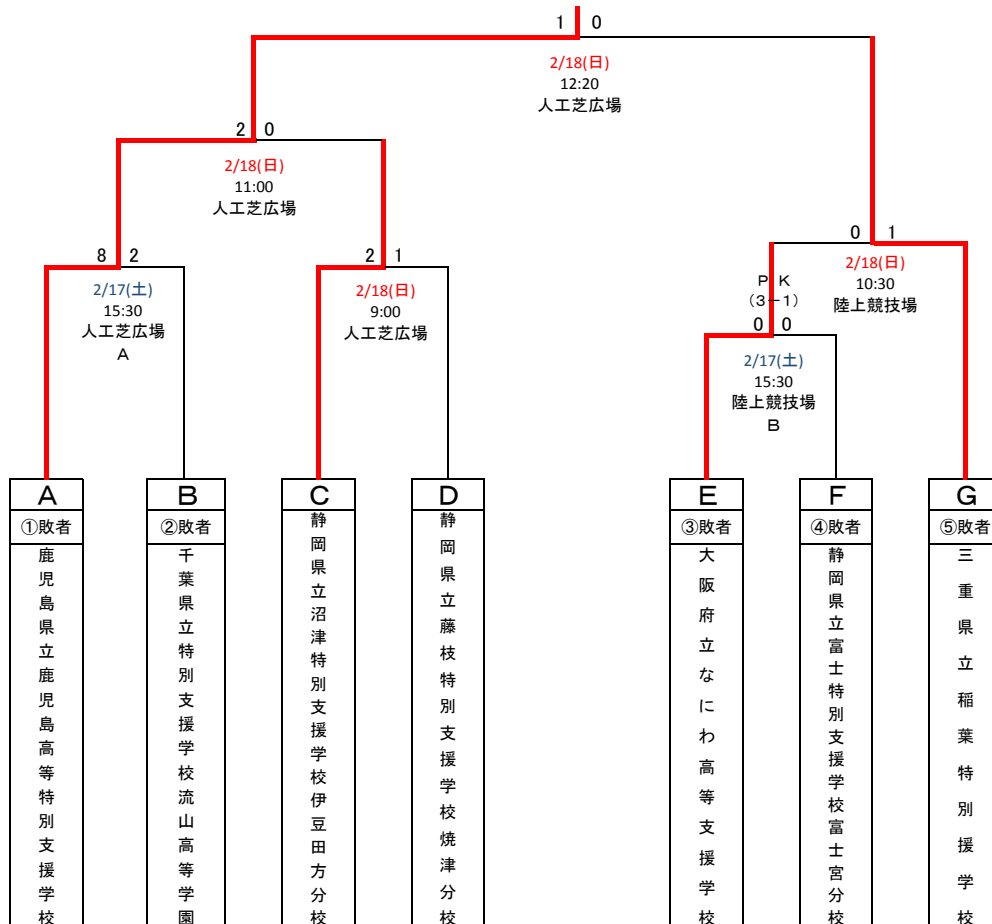 1 0
2/18(日)
12:20
人工芝広場
2 0
2/18(日)
11:00
人工芝広場
0 1
2/18(日)
10:30
陸上競技場
8 2
2/17(土)
15:30
人工芝広場
A
2 1
2/18(日)
9:00
人工芝広場
PK
(3-1)
0 0
2/17(土)
15:30
陸上競技場
B
A
①敗者
鹿児島県立鹿児島高等特別支援学校
B
②敗者
千葉県立特別支援学校流山高等学園
C
静岡県立沼津特別支援学校伊豆田方分校
D
静岡県立藤枝特別支援学校焼津分校
E
③敗者
大阪府立なにわ高等支援学校
F
④敗者
静岡県立富士特別支援学校富士宮分校
G
⑤敗者
三重県立稲葉特別援学校